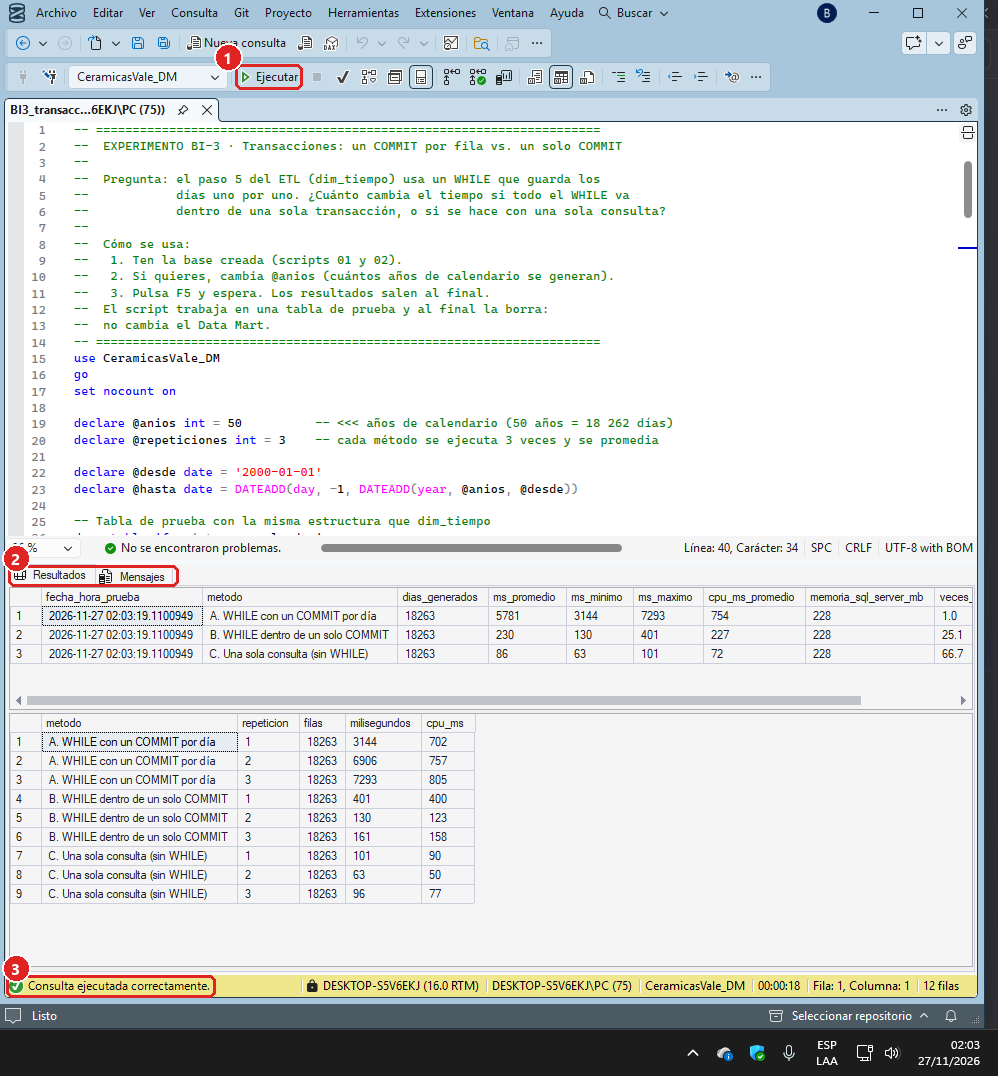 Archivo Editar Ver Consulta Git Proyecto Herramientas Extensiones Ventana Ayuda Buscar B
Nueva consulta DAX
1
CeramicasVale_DM Ejecutar
BI3_transacc...6EKJ\PC (75))
1 -- ======================================================================
2 -- EXPERIMENTO BI-3 · Transacciones: un COMMIT por fila vs. un solo COMMIT
3 --
4 -- Pregunta: el paso 5 del ETL (dim_tiempo) usa un WHILE que guarda los
5 -- días uno por uno. ¿Cuánto cambia el tiempo si todo el WHILE va
6 -- dentro de una sola transacción, o si se hace con una sola consulta?
7 --
8 -- Cómo se usa:
9 -- 1. Ten la base creada (scripts 01 y 02).
10 -- 2. Si quieres, cambia @anios (cuántos años de calendario se generan).
11 -- 3. Pulsa F5 y espera. Los resultados salen al final.
12 -- El script trabaja en una tabla de prueba y al final la borra:
13 -- no cambia el Data Mart.
14 -- ======================================================================
15 use CeramicasVale_DM
16 go
17 set nocount on
18
19 declare @anios int = 50 -- <<< años de calendario (50 años = 18 262 días)
20 declare @repeticiones int = 3 -- cada método se ejecuta 3 veces y se promedia
21
22 declare @desde date = '2000-01-01'
23 declare @hasta date = DATEADD(day, -1, DATEADD(year, @anios, @desde))
24
25 -- Tabla de prueba con la misma estructura que dim_tiempo
% No se encontraron problemas. Línea: 40, Carácter: 34 SPC CRLF UTF-8 with BOM
2
Resultados Mensajes
fecha_hora_prueba metodo dias_generados ms_promedio ms_minimo ms_maximo cpu_ms_promedio memoria_sql_server_mb veces_
1 2026-11-27 02:03:19.1100949 A. WHILE con un COMMIT por día 18263 5781 3144 7293 754 228 1.0
2 2026-11-27 02:03:19.1100949 B. WHILE dentro de un solo COMMIT 18263 230 130 401 227 228 25.1
3 2026-11-27 02:03:19.1100949 C. Una sola consulta (sin WHILE) 18263 86 63 101 72 228 66.7
metodo repeticion filas milisegundos cpu_ms
1 A. WHILE con un COMMIT por día 1 18263 3144 702
2 A. WHILE con un COMMIT por día 2 18263 6906 757
3 A. WHILE con un COMMIT por día 3 18263 7293 805
4 B. WHILE dentro de un solo COMMIT 1 18263 401 400
5 B. WHILE dentro de un solo COMMIT 2 18263 130 123
6 B. WHILE dentro de un solo COMMIT 3 18263 161 158
7 C. Una sola consulta (sin WHILE) 1 18263 101 90
8 C. Una sola consulta (sin WHILE) 2 18263 63 50
9 C. Una sola consulta (sin WHILE) 3 18263 96 77
3
Consulta ejecutada correctamente. DESKTOP-S5V6EKJ (16.0 RTM) DESKTOP-S5V6EKJ\PC (75) CeramicasVale_DM 00:00:18 Fila: 1, Columna: 1 12 filas
Listo Seleccionar repositorio
ESP 02:03
LAA 27/11/2026